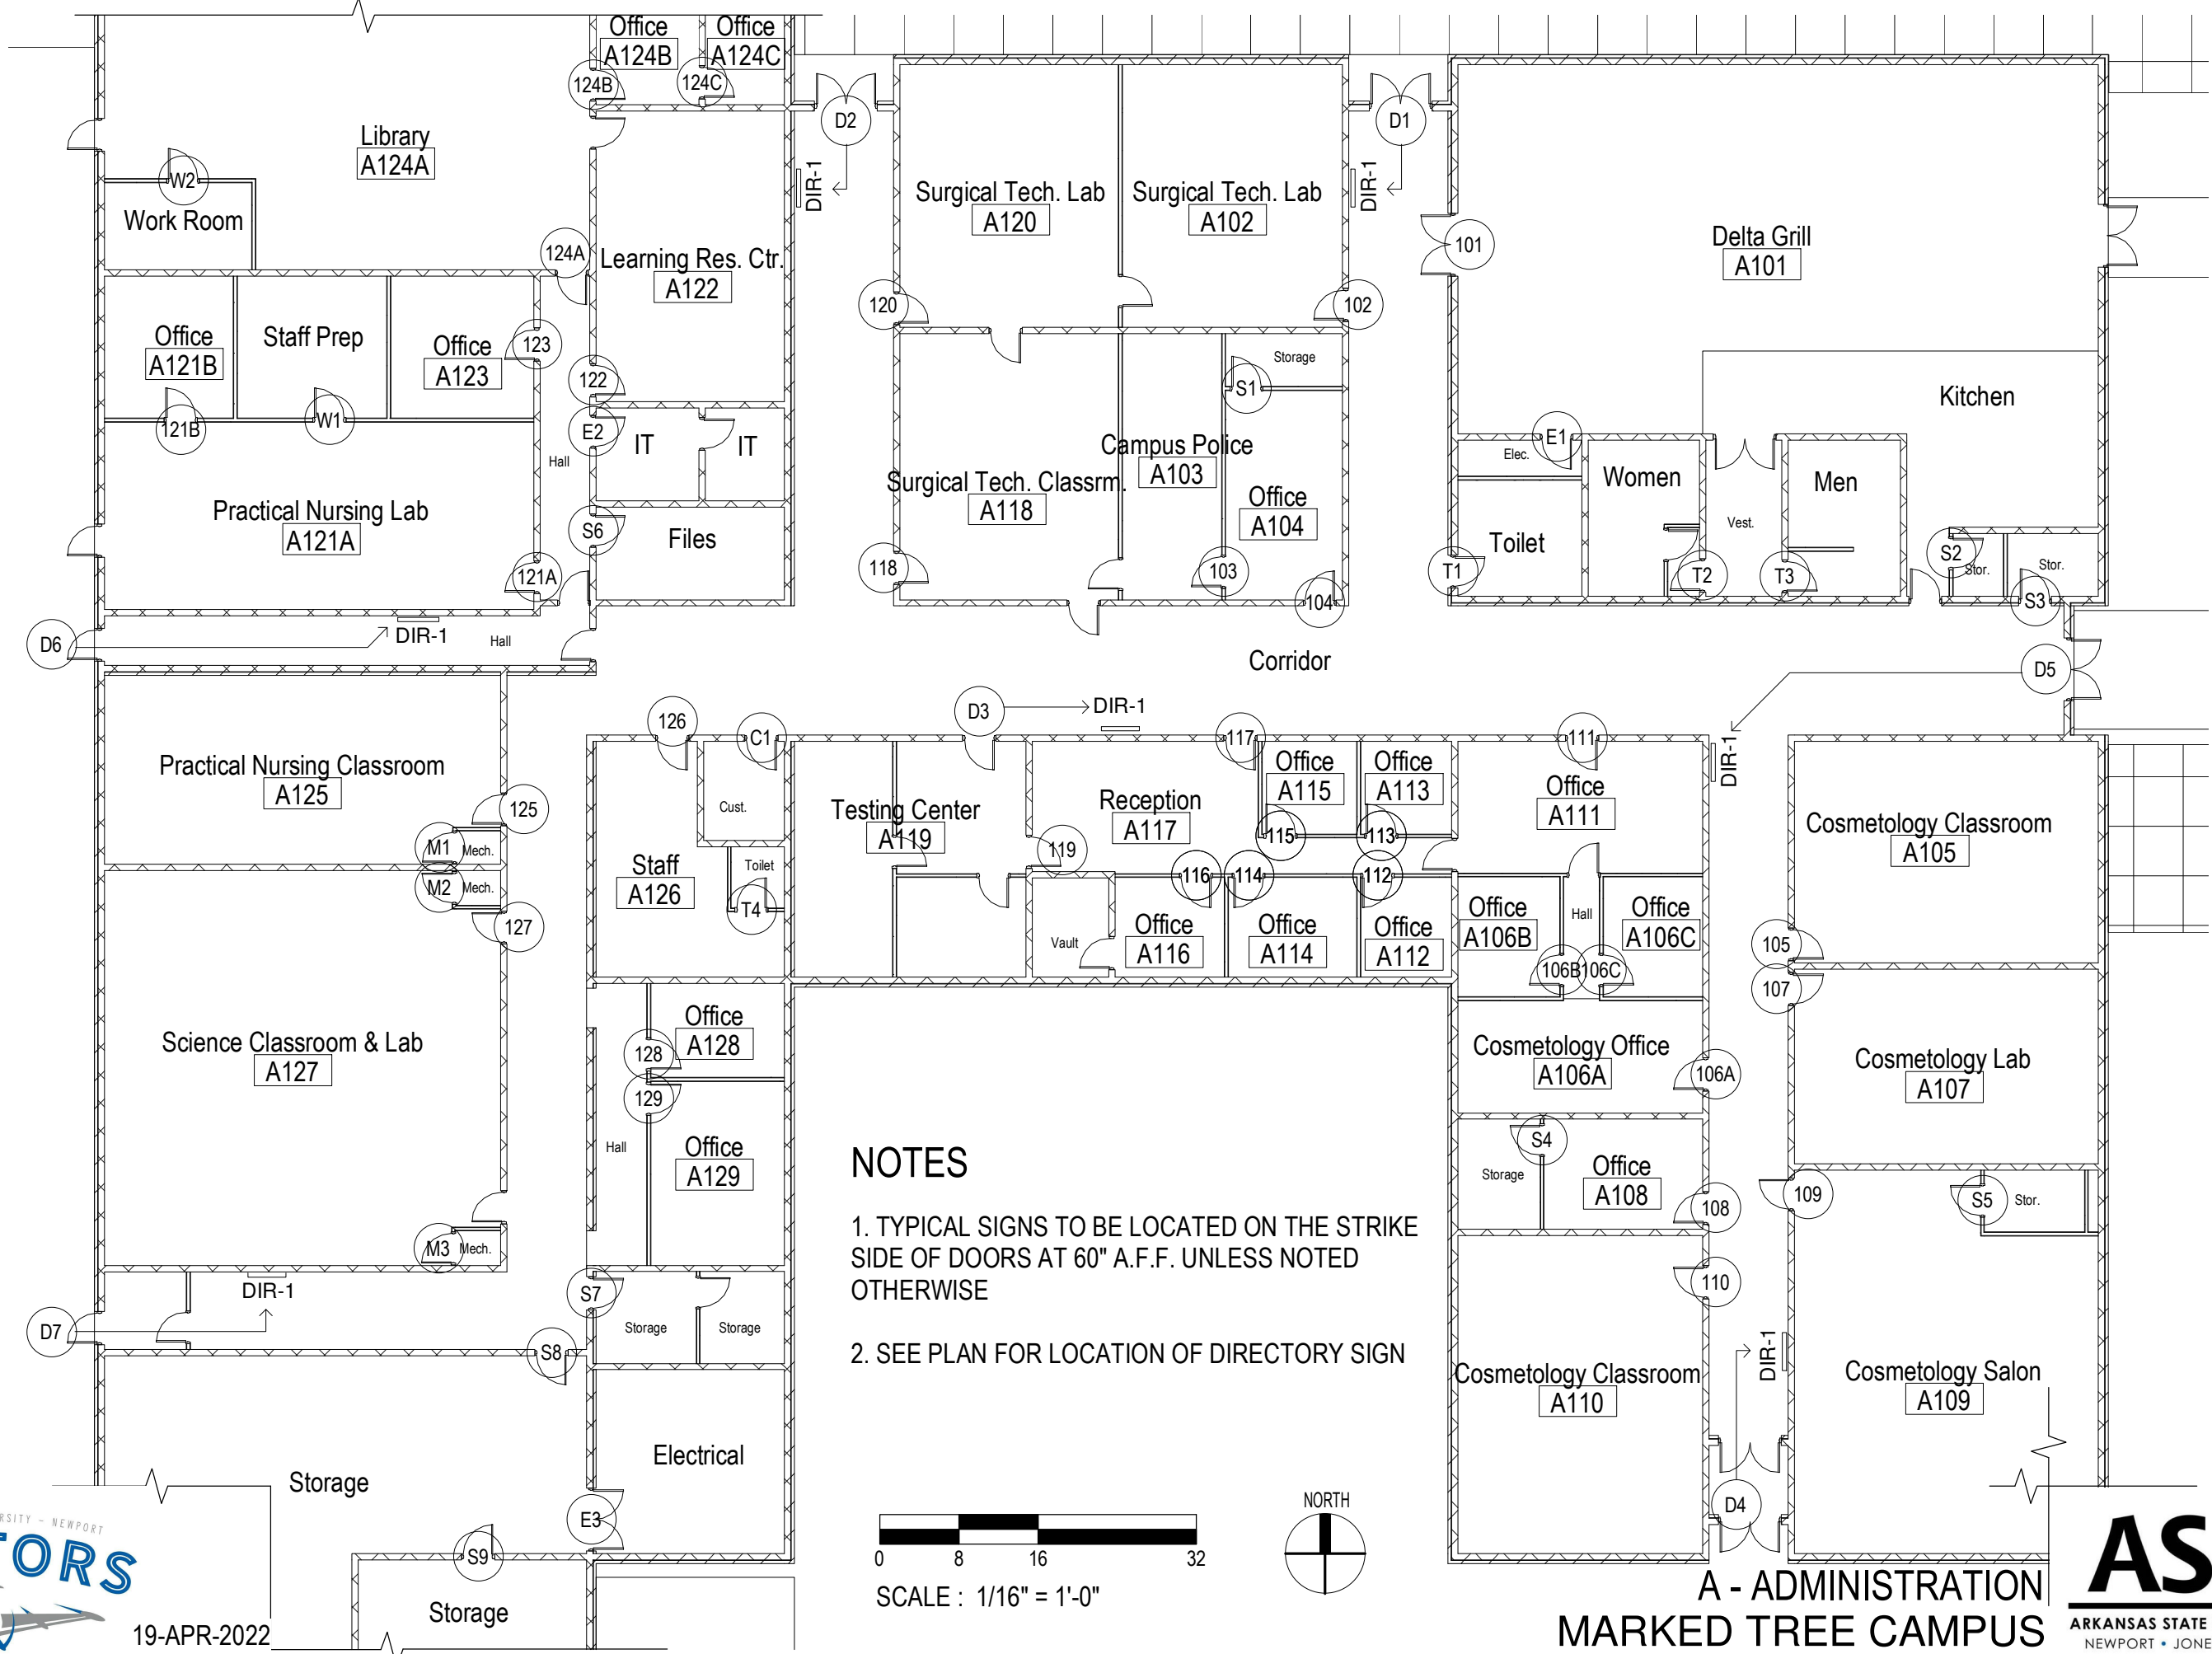 Office
A124B
Office
A124C
124B
124C
D2
D1
Library
A124A
W2
Work Room
DIR-1
DIR-1
Surgical Tech. Lab
A120
Surgical Tech. Lab
A102
101
Delta Grill
A101
124A
Learning Res. Ctr.
A122
120
102
Office
A121B
Staff Prep
Office
A123
123
122
Storage
S1
Kitchen
121B
W1
E2
IT
IT
Hall
Campus Police
A103
E1
Elec.
Women
Men
Practical Nursing Lab
A121A
Surgical Tech. Classrm.
A118
Office
A104
Vest.
S6
Files
Toilet
S2
Stor.
Stor.
121A
118
103
104
T1
T2
T3
S3
D6
DIR-1
Hall
Corridor
D5
126
C1
D3
DIR-1
117
111
DIR-1
Practical Nursing Classroom
A125
125
Cust.
Testing Center
A119
Reception
A117
Office
A115
Office
A113
Office
A111
Cosmetology Classroom
A105
M1
Mech.
M2
Mech.
119
115
113
Staff
A126
Toilet
T4
116
114
112
127
Vault
Office
A116
Office
A114
Office
A112
Office
A106B
Hall
Office
A106C
105
106B
106C
107
Office
A128
128
Science Classroom & Lab
A127
129
Cosmetology Office
A106A
106A
Cosmetology Lab
A107
Hall
Office
A129
S4
Storage
Office
A108
108
109
S5
Stor.
NOTES
1. TYPICAL SIGNS TO BE LOCATED ON THE STRIKE
SIDE OF DOORS AT 60" A.F.F. UNLESS NOTED
OTHERWISE
2. SEE PLAN FOR LOCATION OF DIRECTORY SIGN
M3
Mech.
DIR-1
S7
110
D7
Storage
Storage
S8
DIR-1
Cosmetology Classroom
A110
Cosmetology Salon
A109
Electrical
Storage
E3
D4
S9
Storage
0 8 16 32
SCALE : 1/16" = 1'-0"
NORTH
RSITY - NEWPORT
TORS
19-APR-2022
A - ADMINISTRATION
MARKED TREE CAMPUS
AS
ARKANSAS STATE
NEWPORT • JONE